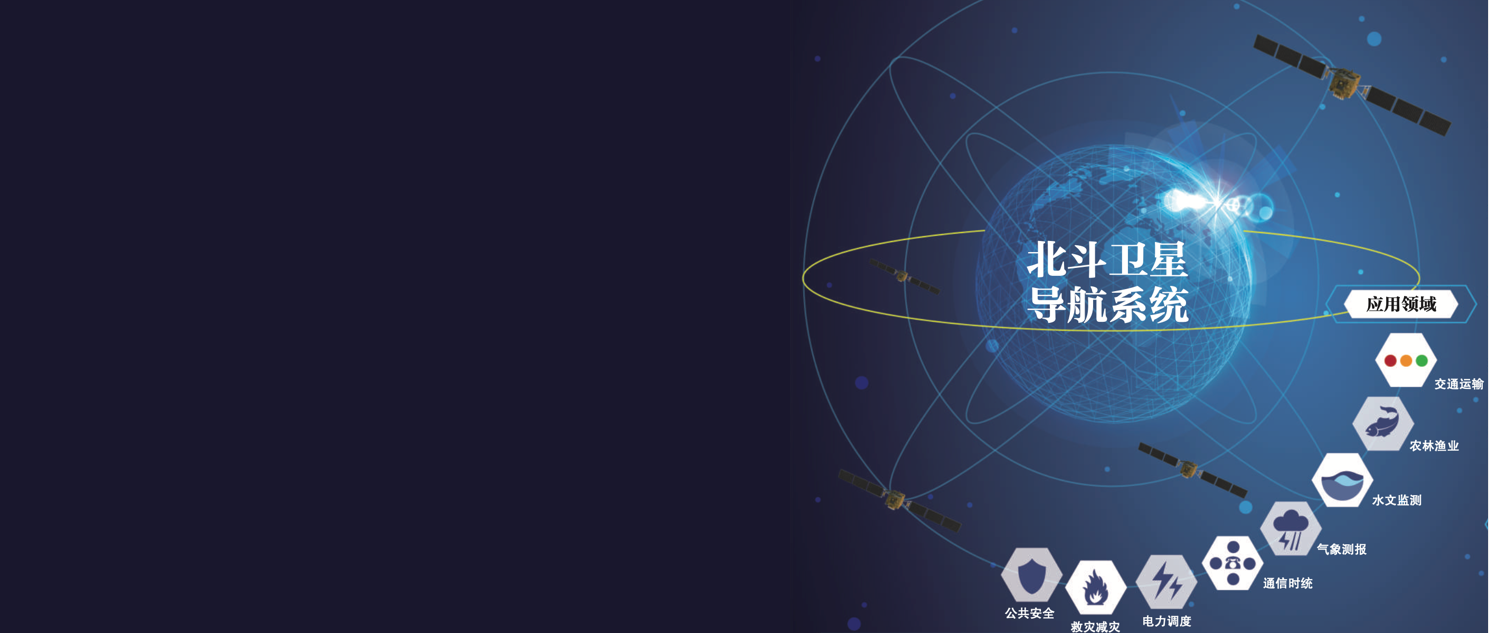 北斗卫星
导航系统
应用领域
交通运输
农林渔业
水文监测
气象测报
通信时统
电力调度
救灾减灾
公共安全